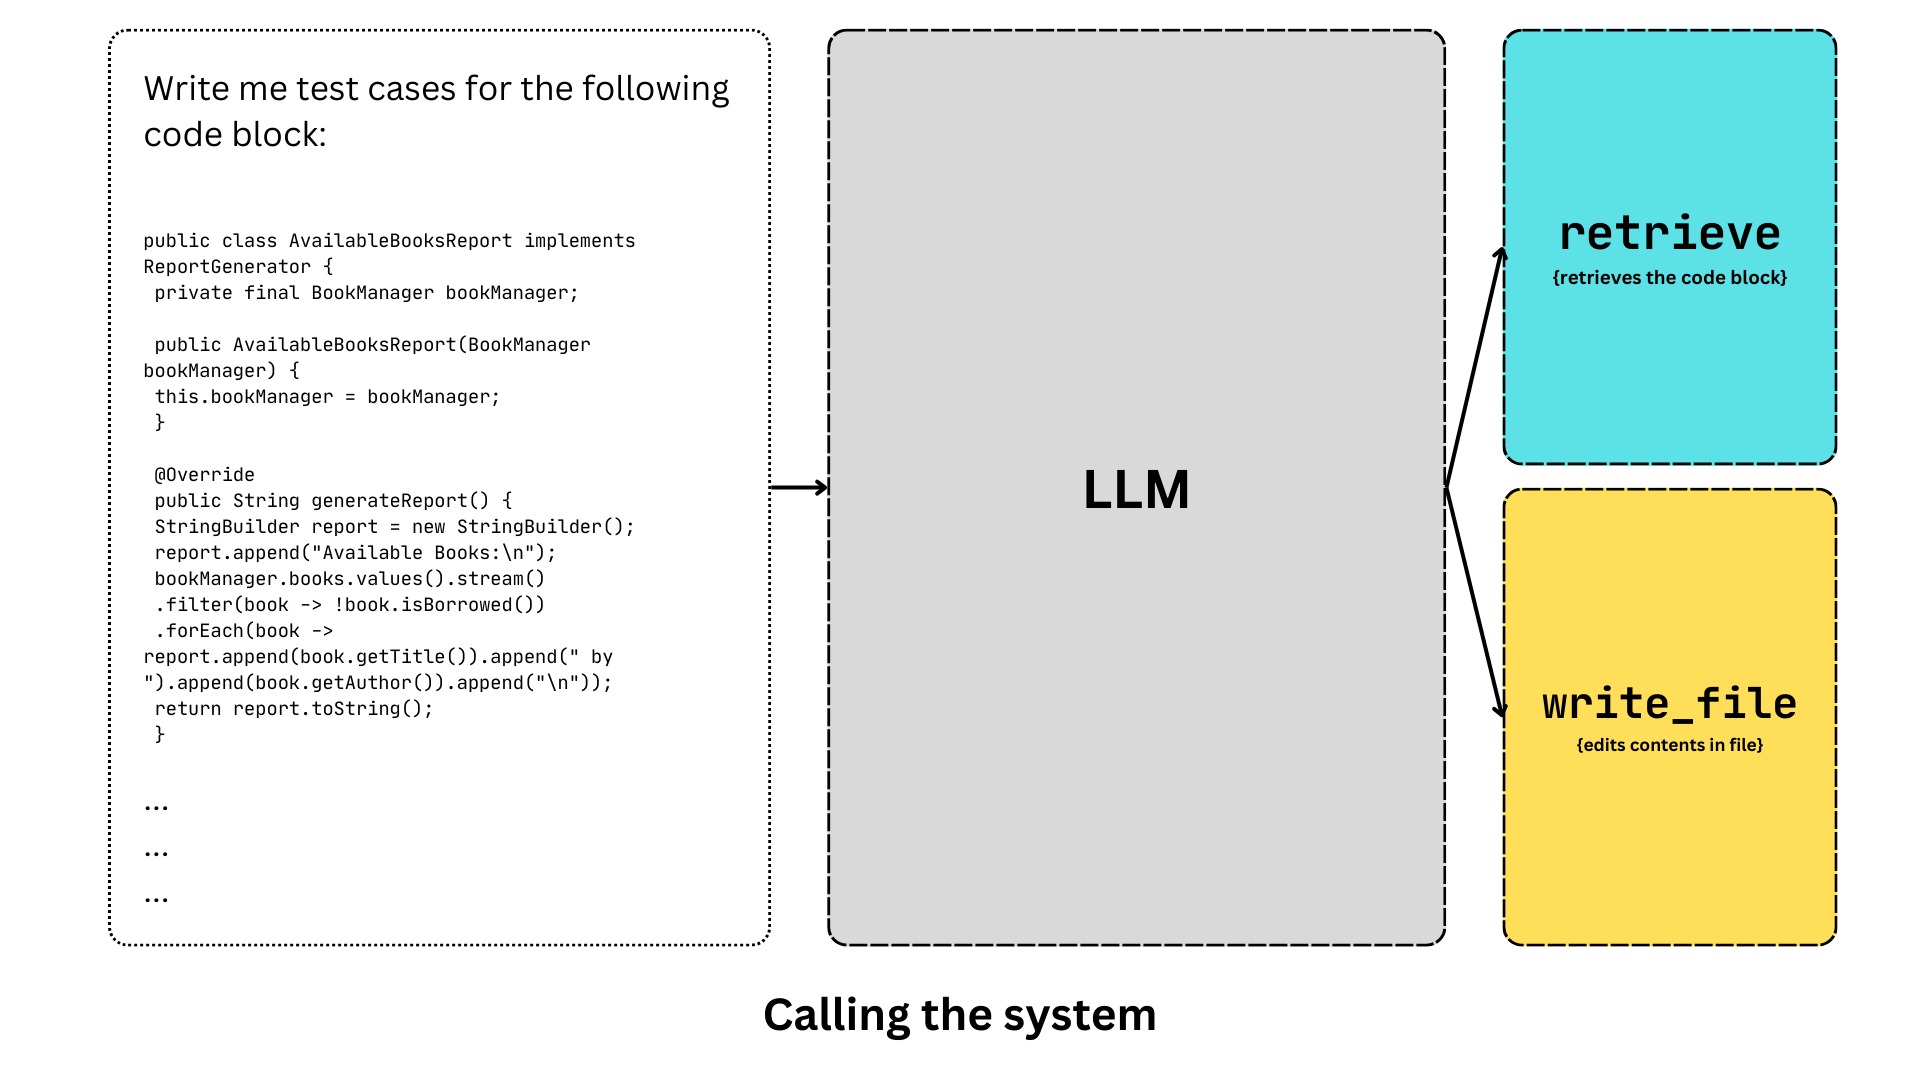 Write me test cases for the following
code block:
public class AvailableBooksReport implements
ReportGenerator {
private final BookManager bookManager;
public AvailableBooksReport(BookManager
bookManager) {
this.bookManager = bookManager;
}
@Override
public String generateReport() {
StringBuilder report = new StringBuilder();
report.append("Available Books:\n");
bookManager.books.values().stream()
.filter(book -> !book.isBorrowed())
.forEach(book ->
report.append(book.getTitle()).append(" by
").append(book.getAuthor()).append("\n"));
return report.toString();
}
...
...
...
LLM
retrieve
{retrieves the code block}
write_file
{edits contents in file}
Calling the system